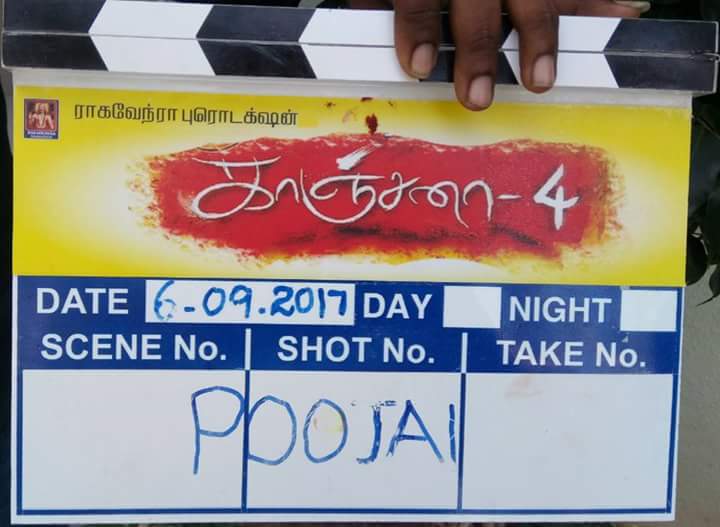 ராகவேந்ரா புரொடக்ஷன்
காஞ்சனா-4
DATE 6-09.2017 DAY NIGHT
SCENE No. SHOT No. TAKE No.
POOJAI